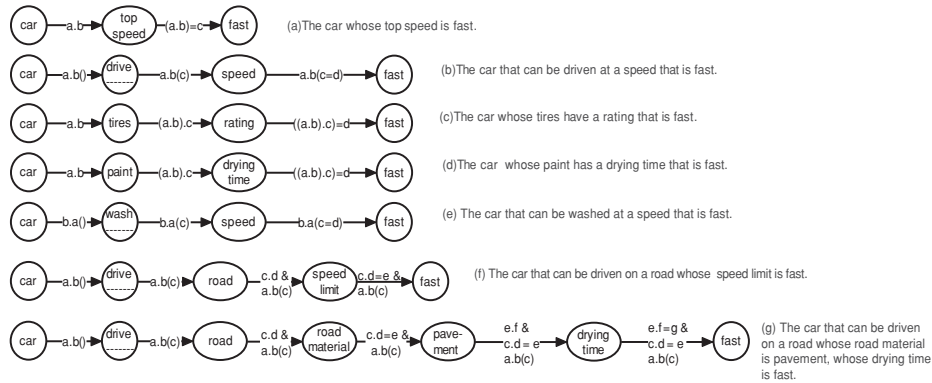 car a.b top speed (a.b)=c fast (a)The car whose top speed is fast.
car a.b() drive ------- a.b(c) speed a.b(c=d) fast (b)The car that can be driven at a speed that is fast.
car a.b tires (a.b).c rating ((a.b).c)=d fast (c)The car whose tires have a rating that is fast.
car a.b paint (a.b).c drying time ((a.b).c)=d fast (d)The car whose paint has a drying time that is fast.
car b.a() wash ------- b.a(c) speed b.a(c=d) fast (e) The car that can be washed at a speed that is fast.
car a.b() drive ------- a.b(c) road c.d & a.b(c) speed limit c.d=e & a.b(c) fast (f) The car that can be driven on a road whose speed limit is fast.
car a.b() drive ------- a.b(c) road c.d & a.b(c) road material c.d=e & a.b(c) pave-ment e.f & c.d = e a.b(c) drying time e.f=g & c.d = e a.b(c) fast (g) The car that can be driven
on a road whose road material
is pavement, whose drying time
is fast.